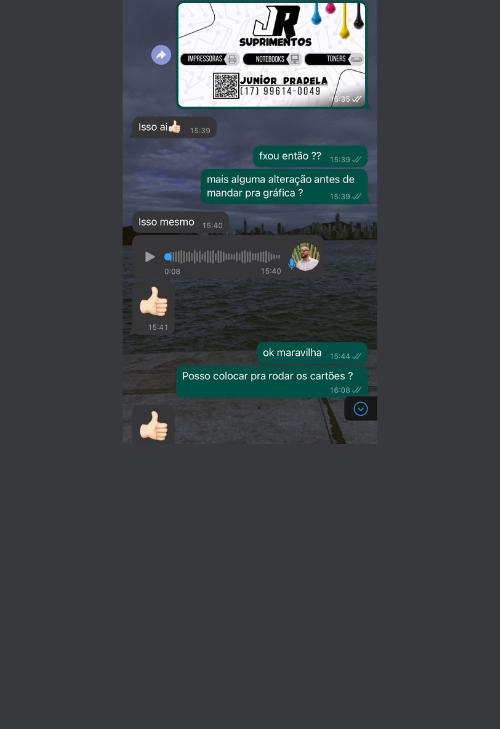 JR
SUPRIMENTOS
IMPRESSORAS
NOTEBOOKS
TONERS
JUNÍOR PRADELA
(17) 99614-0049
5:35
Isso ai👍🏻 15:39
fxou então ?? 15:39
mais alguma alteração antes de
mandar pra gráfica ? 15:39
Isso mesmo 15:40
0:08 15:40
👍🏻
15:41
ok maravilha 15:44
Posso colocar pra rodar os cartões ?
16:08
👍🏻